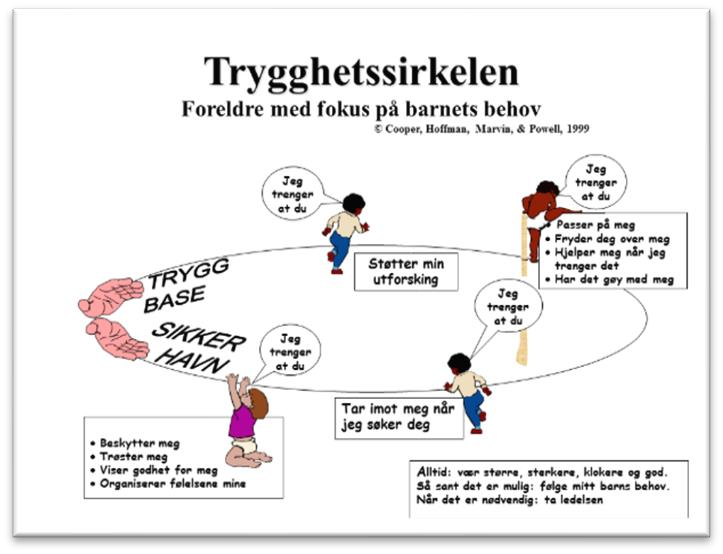 Trygghetssirkelen
Foreldre med fokus på barnets behov
© Cooper, Hoffman, Marvin, & Powell, 1999
Jeg
trenger
at du
Støtter min
utforsking
Jeg
trenger
at du
• Passer på meg
• Fryder deg over meg
• Hjelper meg når jeg
trenger det
• Har det gøy med meg
TRYGG
BASE
SIKKER
HAVN
Jeg
trenger
at du
Tar imot meg når
jeg søker deg
Jeg
trenger
at du
• Beskytter meg
• Trøster meg
• Viser godhet for meg
• Organiserer følelsene mine
Alltid: vær større, sterkere, klokere og god.
Så sant det er mulig: følge mitt barns behov.
Når det er nødvendig: ta ledelsen